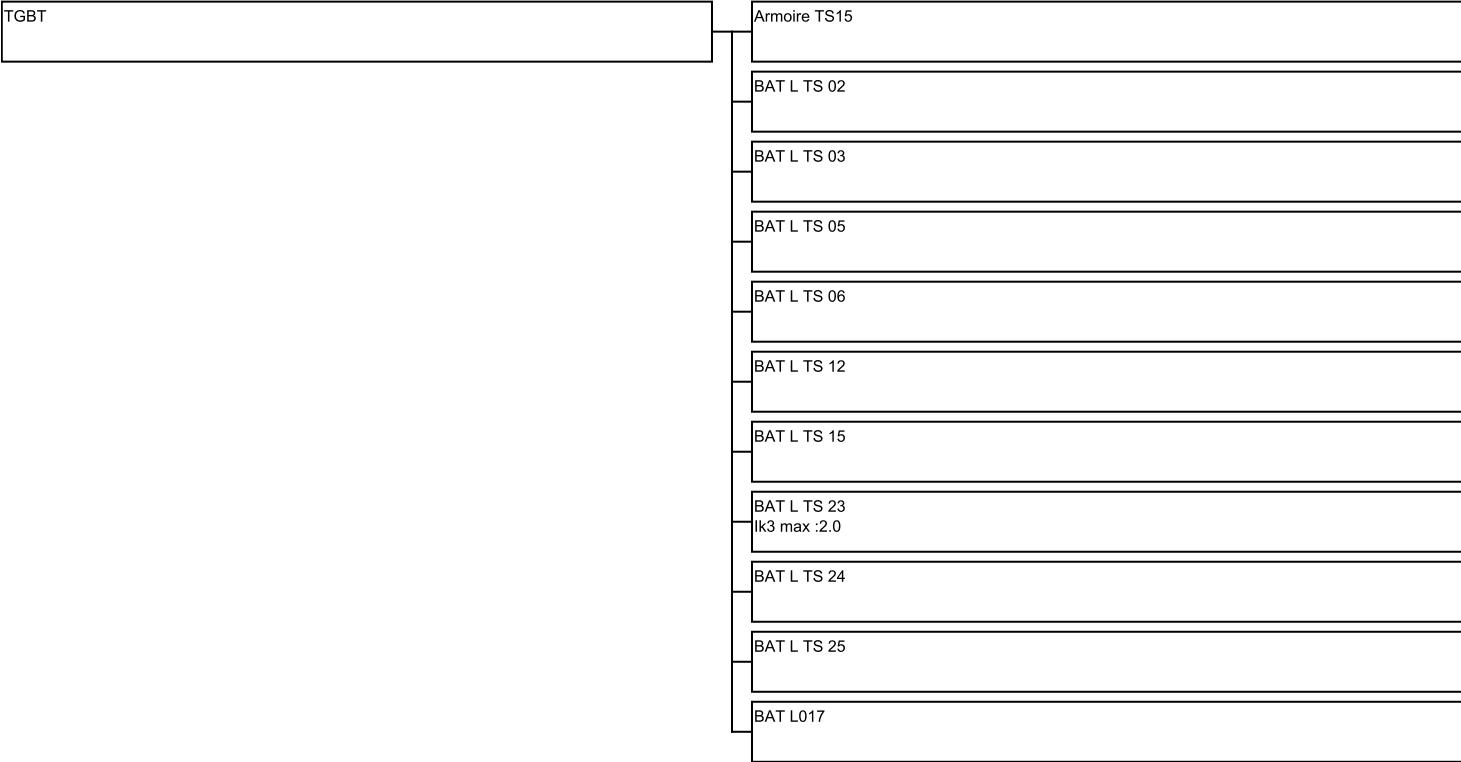 TGBT
Armoire TS15
BAT L TS 02
BAT L TS 03
BAT L TS 05
BAT L TS 06
BAT L TS 12
BAT L TS 15
BAT L TS 23
Ik3 max :2.0
BAT L TS 24
BAT L TS 25
BAT L017